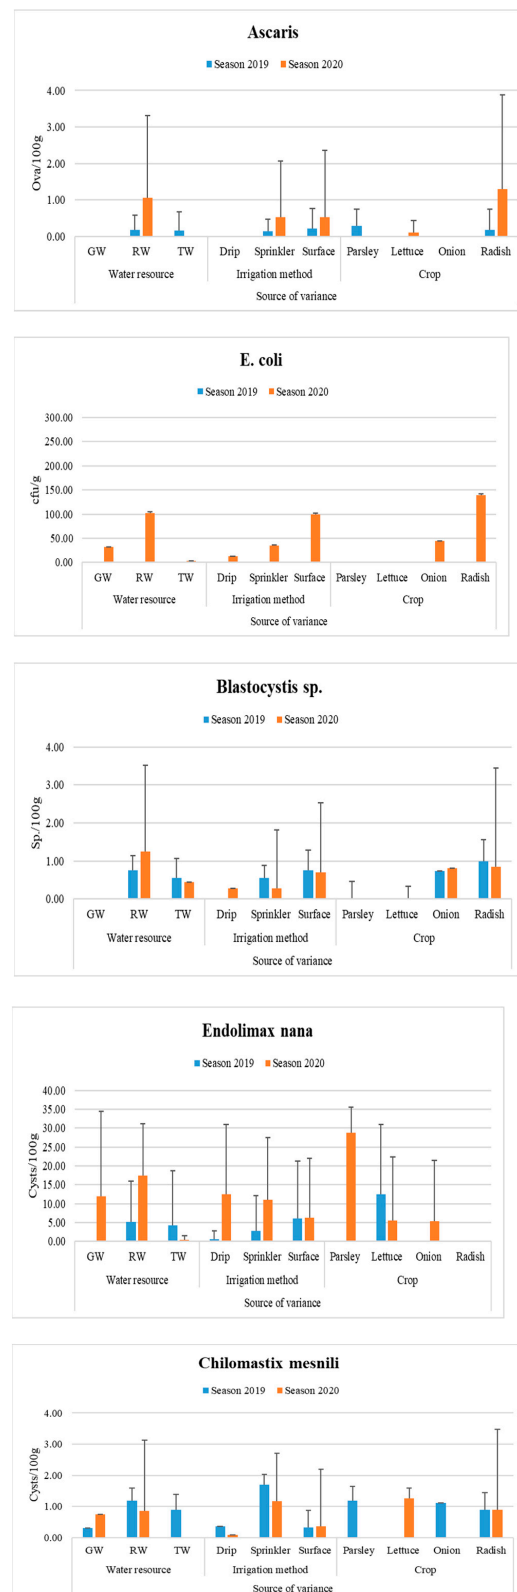 Ascaris
Season 2019 Season 2020
4.00
3.00
2.00
1.00
0.00
Ova/100g
GW RW TW Drip Sprinkler Surface Parsley Lettuce Onion Radish
Water resource Irrigation method Crop
Source of variance
E. coli
Season 2019 Season 2020
300.00
250.00
200.00
150.00
100.00
50.00
0.00
cfu/g
GW RW TW Drip Sprinkler Surface Parsley Lettuce Onion Radish
Water resource Irrigation method Crop
Source of variance
Blastocystis sp.
Season 2019 Season 2020
4.00
3.00
2.00
1.00
0.00
Sp./100g
GW RW TW Drip Sprinkler Surface Parsley Lettuce Onion Radish
Water resource Irrigation method Crop
Source of variance
Endolimax nana
Season 2019 Season 2020
40.00
35.00
30.00
25.00
20.00
15.00
10.00
5.00
0.00
Cysts/100g
GW RW TW Drip Sprinkler Surface Parsley Lettuce Onion Radish
Water resource Irrigation method Crop
Source of variance
Chilomastix mesnili
Season 2019 Season 2020
4.00
3.00
2.00
1.00
0.00
Cysts/100g
GW RW TW Drip Sprinkler Surface Parsley Lettuce Onion Radish
Water resource Irrigation method Crop
Source of variance